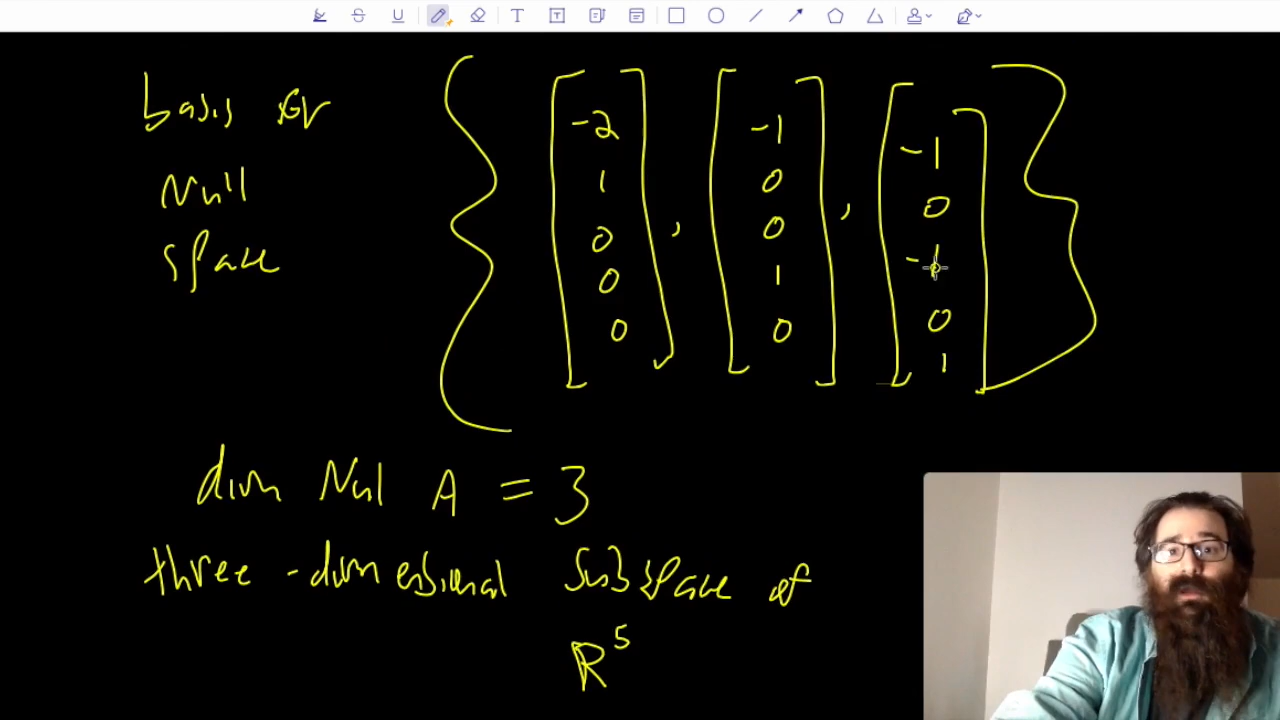 basis for
Null
space
{ [-2 1 0 0 0], [-1 0 0 1 0], [-1 0 -1 0 1] }
dim Nul A = 3
three-dimensional Subspace of
ℝ⁵